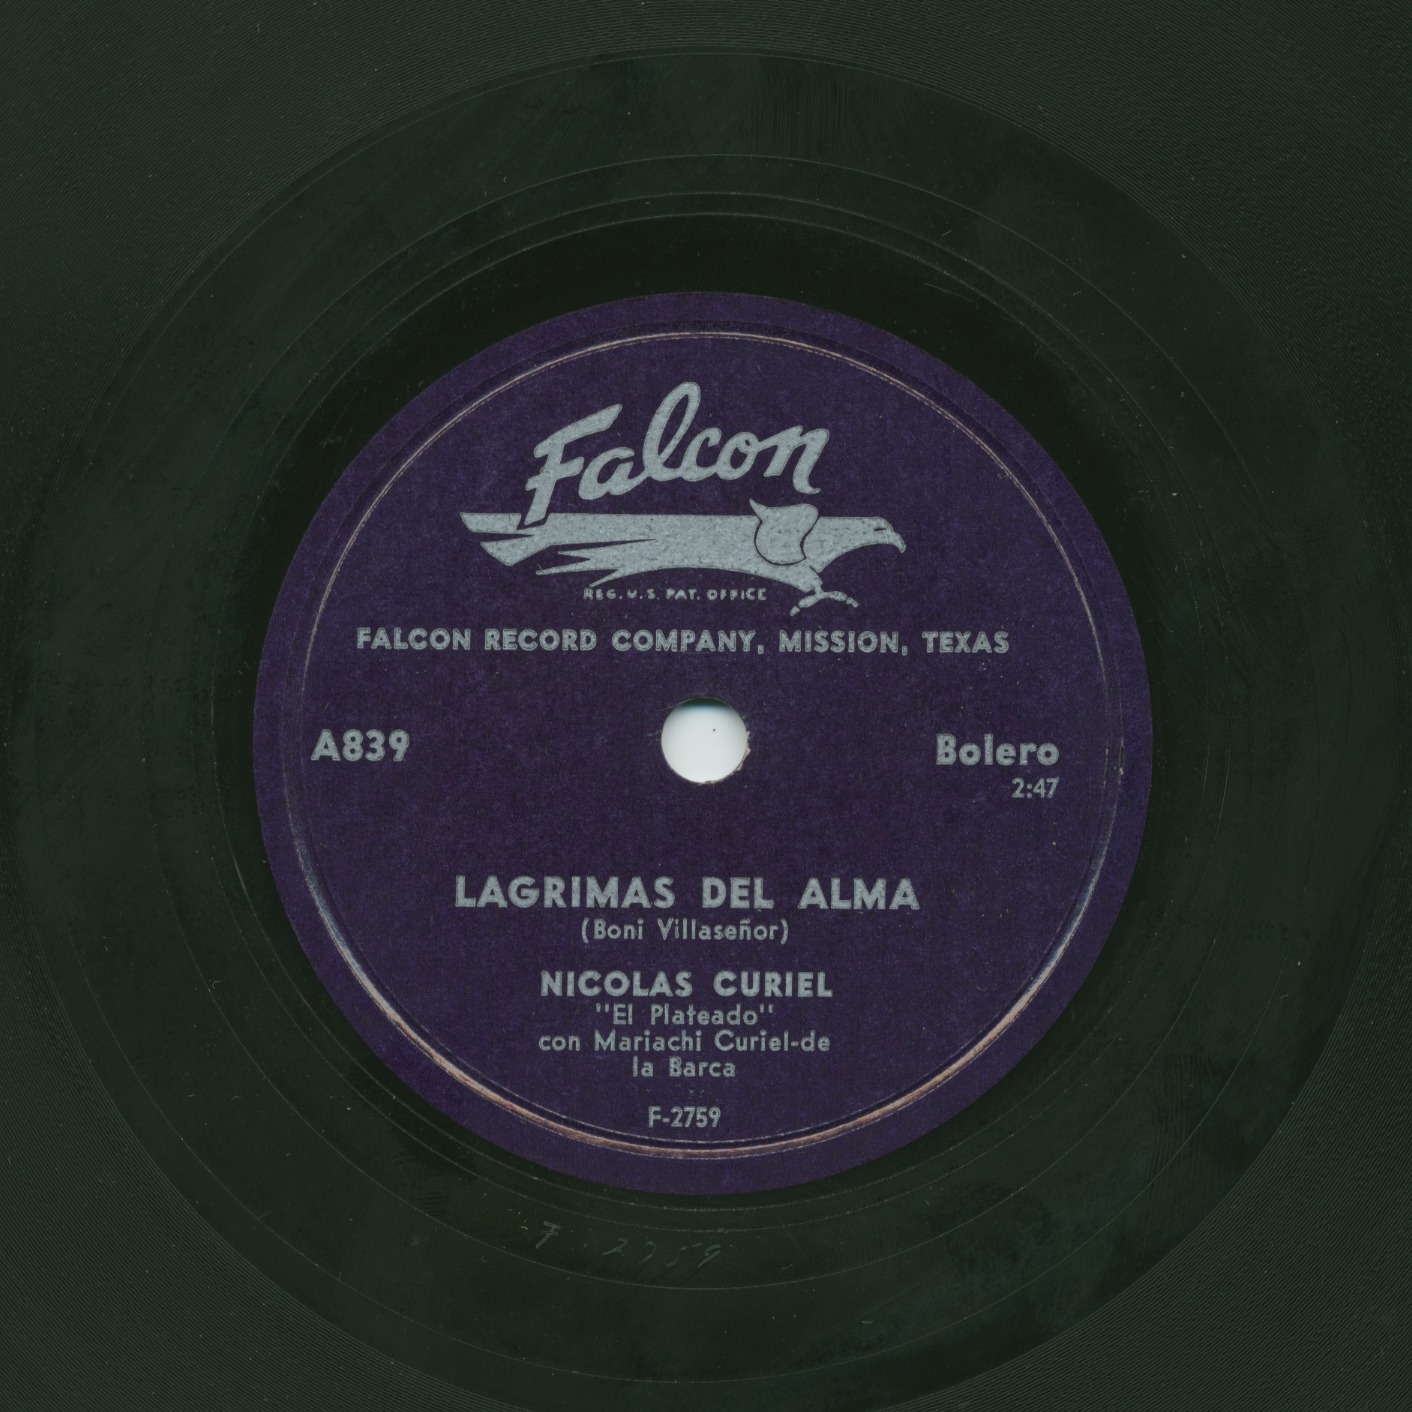 Falcon
REG. U.S. PAT. OFFICE
FALCON RECORD COMPANY, MISSION, TEXAS
A839
Bolero
2:47
LAGRIMAS DEL ALMA
(Boni Villaseñor)
NICOLAS CURIEL
"El Plateado"
con Mariachi Curiel-de
la Barca
F-2759
F-2759